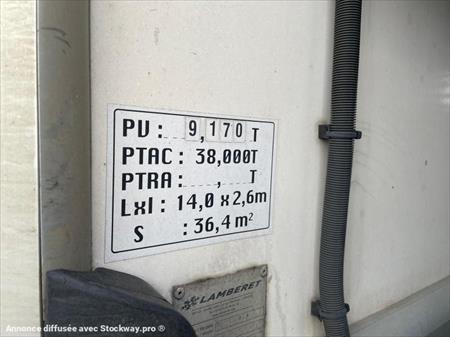 PV : 9,170 T
PTAC : 38,000T
PTRA : , T
LxI : 14,0 x 2,6m
S : 36,4 m²
LAMBERET
Annonce diffusée avec Stockway.pro ®